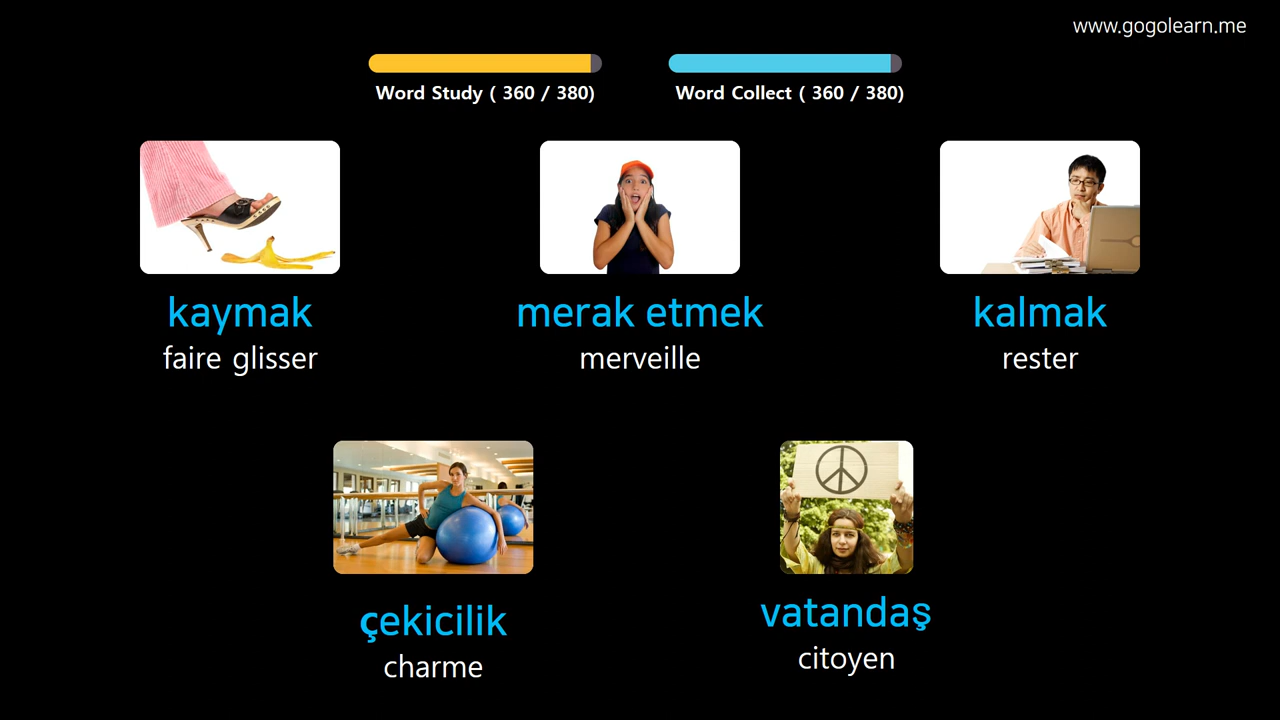 www.gogolearn.me
Word Study ( 360 / 380)
Word Collect ( 360 / 380)
kaymak
faire glisser
merak etmek
merveille
kalmak
rester
çekicilik
charme
vatandaş
citoyen